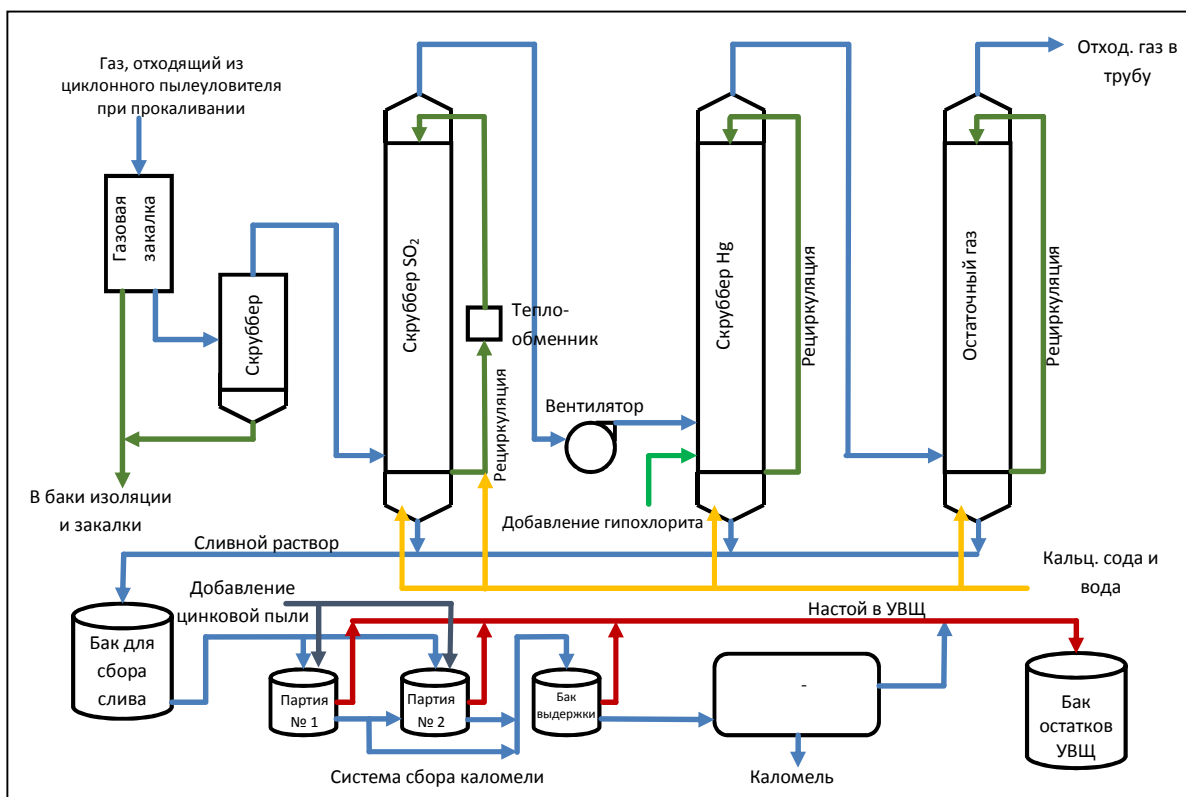 Газ, отходящий из
циклонного пылеуловителя
при прокаливании
Отход. газ в
трубу
Газовая
закалка
Скруббер
Скруббер SO₂
Тепло-
обменник
Рециркуляция
Вентилятор
Скруббер Hg
Рециркуляция
Остаточный газ
Рециркуляция
В баки изоляции
и закалки
Добавление гипохлорита
Сливной раствор
Кальц. сода и
вода
Добавление
цинковой пыли
Настой в УВЩ
Бак для
сбора
слива
Партия
№ 1
Партия
№ 2
Бак
выдержки
-
Бак
остатков
УВЩ
Система сбора каломели
Каломель